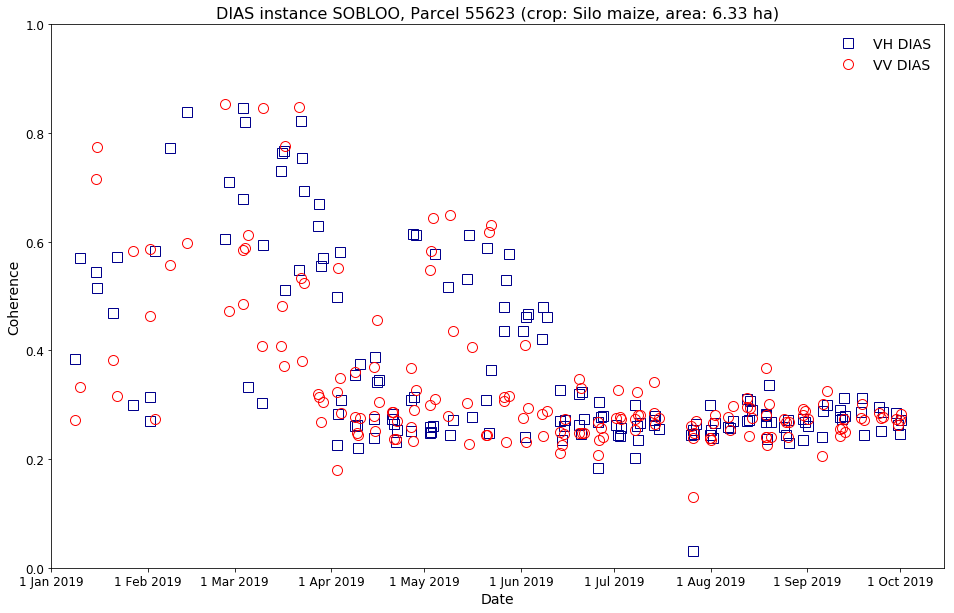 DIAS instance SOBLOO, Parcel 55623 (crop: Silo maize, area: 6.33 ha)
VH DIAS
VV DIAS
Coherence
1.0
0.8
0.6
0.4
0.2
0.0
1 Jan 2019 1 Feb 2019 1 Mar 2019 1 Apr 2019 1 May 2019 1 Jun 2019 1 Jul 2019 1 Aug 2019 1 Sep 2019 1 Oct 2019
Date